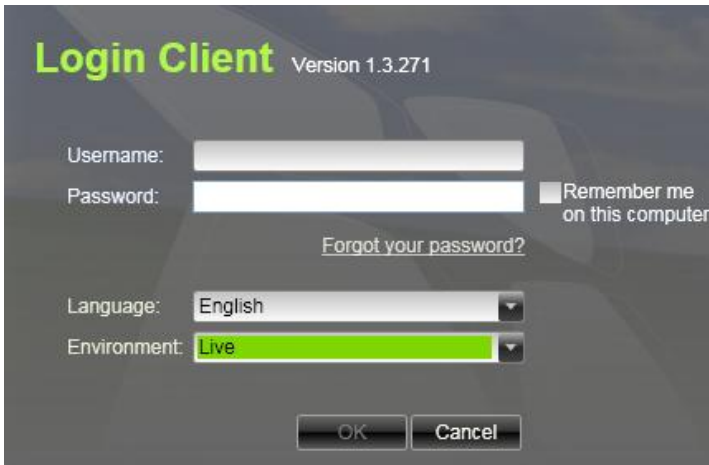 Login Client Version 1.3.271
Username:
Password:
Remember me
on this computer
Forgot your password?
Language: English
Environment: Live
OK Cancel